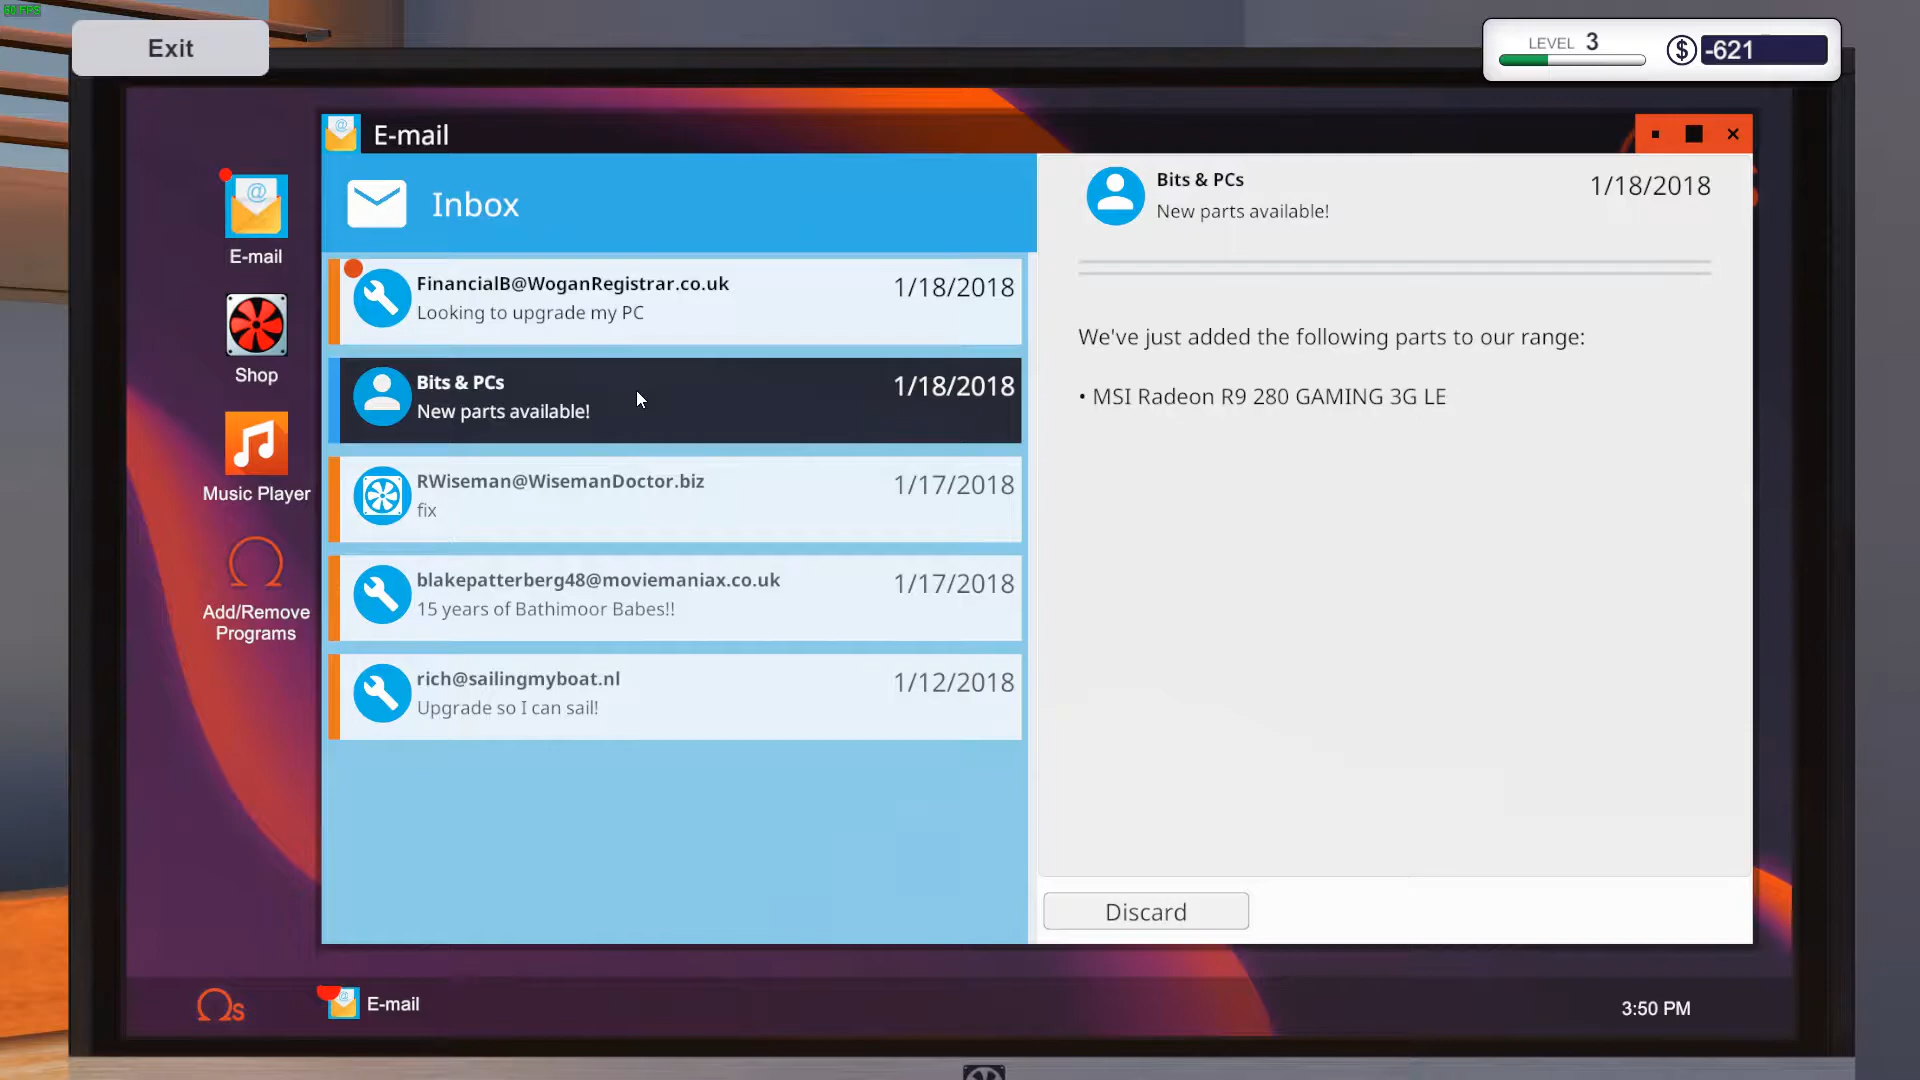 50 FPS
Exit
LEVEL 3
$ -621
E-mail
Inbox
FinancialB@WoganRegistrar.co.uk
Looking to upgrade my PC
1/18/2018
Bits & PCs
New parts available!
1/18/2018
RWiseman@WisemanDoctor.biz
fix
1/17/2018
blakepatterberg48@moviemaniax.co.uk
15 years of Bathimoor Babes!!
1/17/2018
rich@sailingmyboat.nl
Upgrade so I can sail!
1/12/2018
Bits & PCs
New parts available!
1/18/2018
We've just added the following parts to our range:
• MSI Radeon R9 280 GAMING 3G LE
Discard
E-mail
Shop
Music Player
Add/Remove
Programs
Ωs
E-mail
3:50 PM